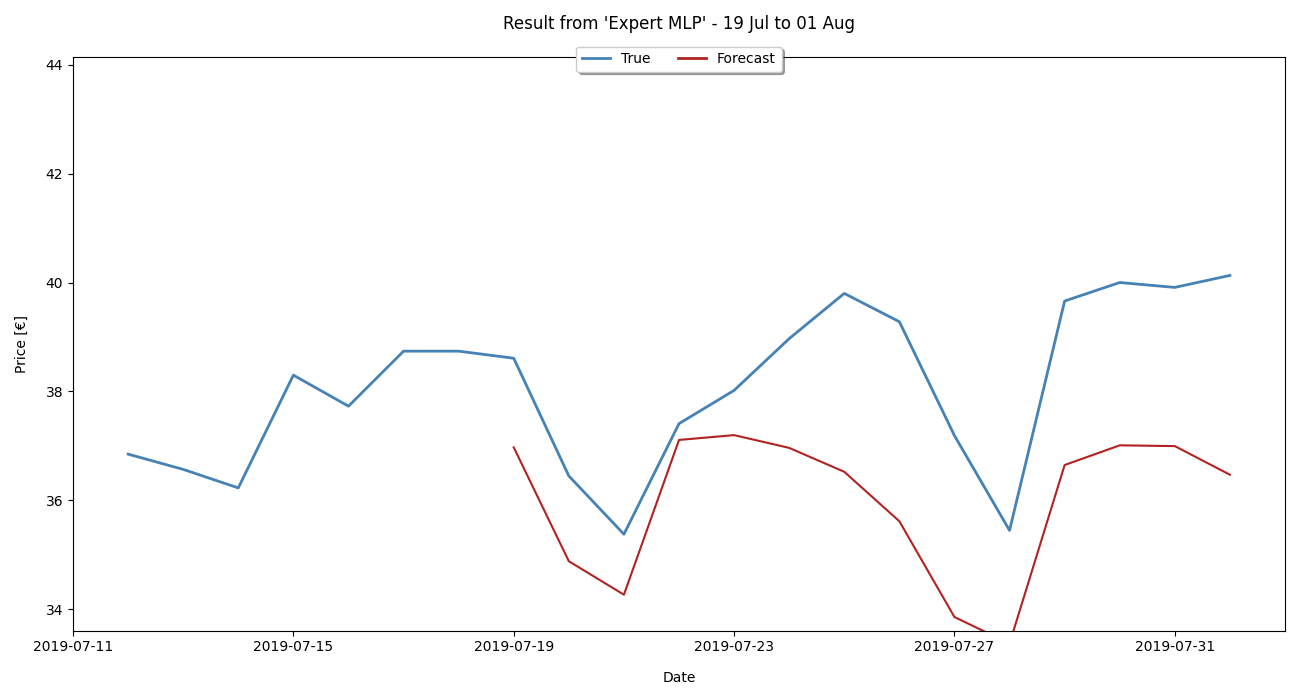 Result from 'Expert MLP' - 19 Jul to 01 Aug
True Forecast
44
42
40
38
36
34
Price [€]
2019-07-11 2019-07-15 2019-07-19 2019-07-23 2019-07-27 2019-07-31
Date